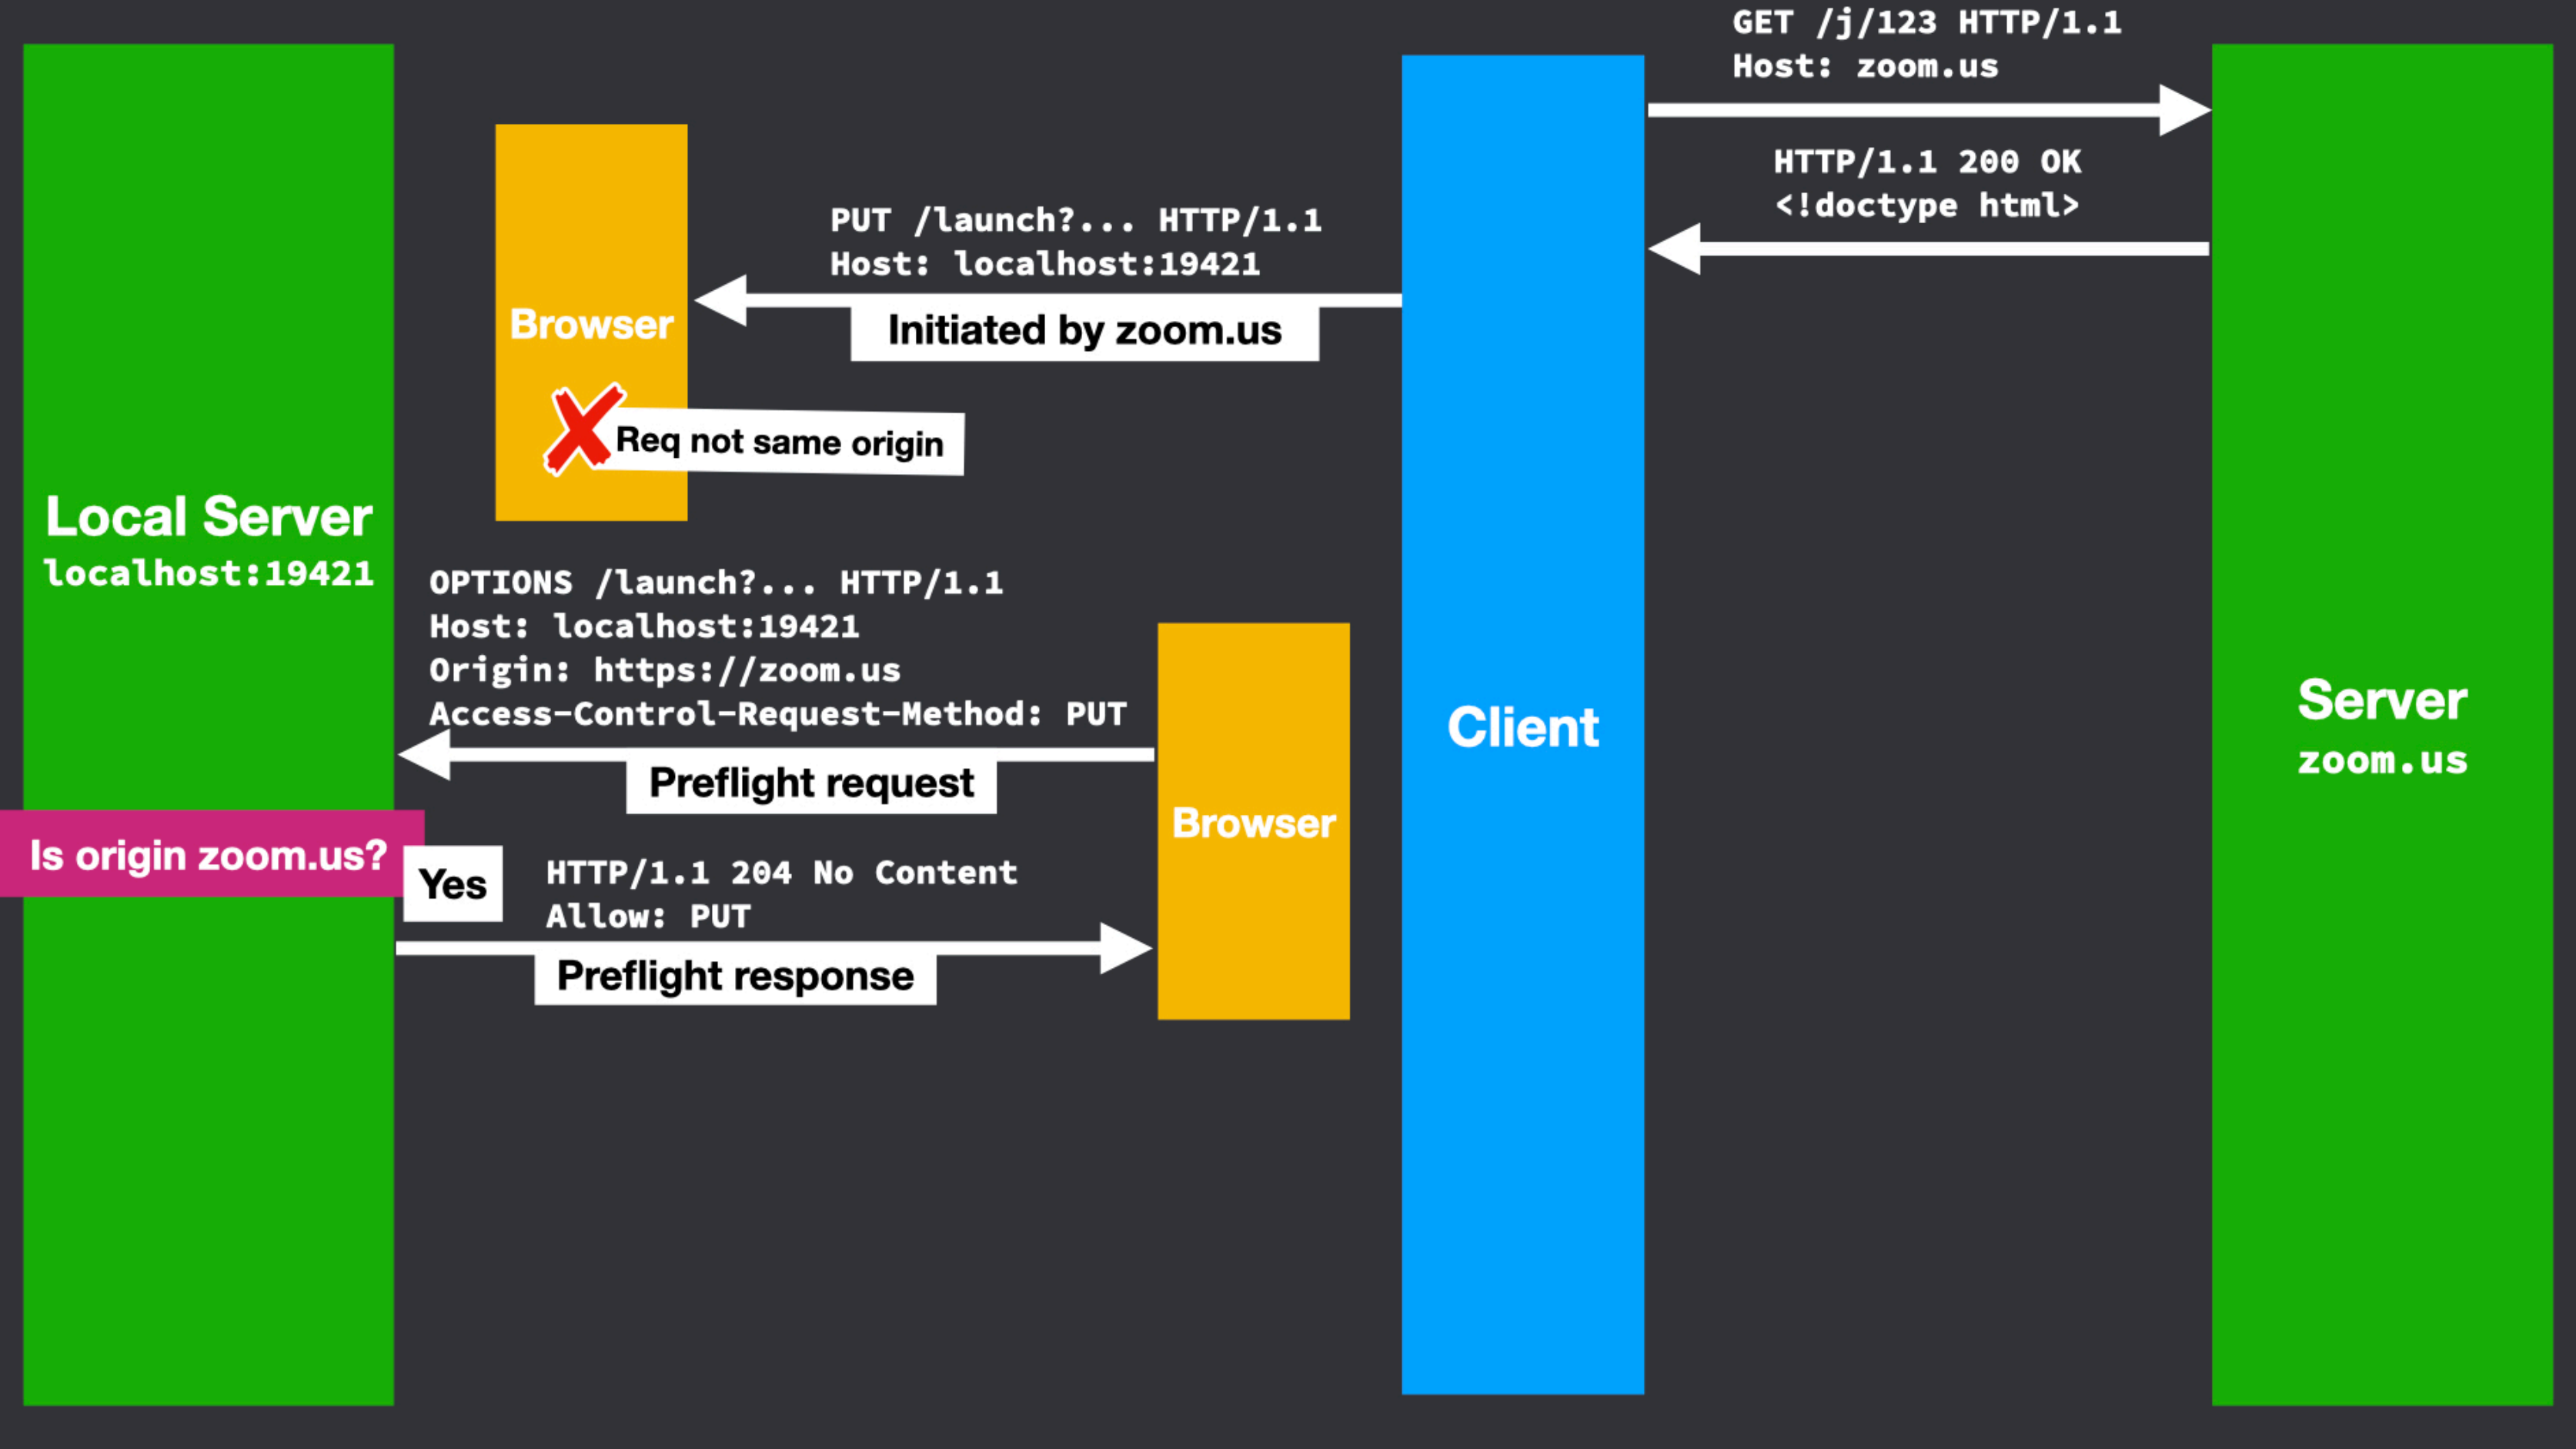 GET /j/123 HTTP/1.1
Host: zoom.us
HTTP/1.1 200 OK
<!doctype html>
PUT /launch?... HTTP/1.1
Host: localhost:19421
Initiated by zoom.us
Browser
Req not same origin
Local Server
localhost:19421
OPTIONS /launch?... HTTP/1.1
Host: localhost:19421
Origin: https://zoom.us
Access-Control-Request-Method: PUT
Preflight request
Browser
Client
Server
zoom.us
Is origin zoom.us?
Yes
HTTP/1.1 204 No Content
Allow: PUT
Preflight response